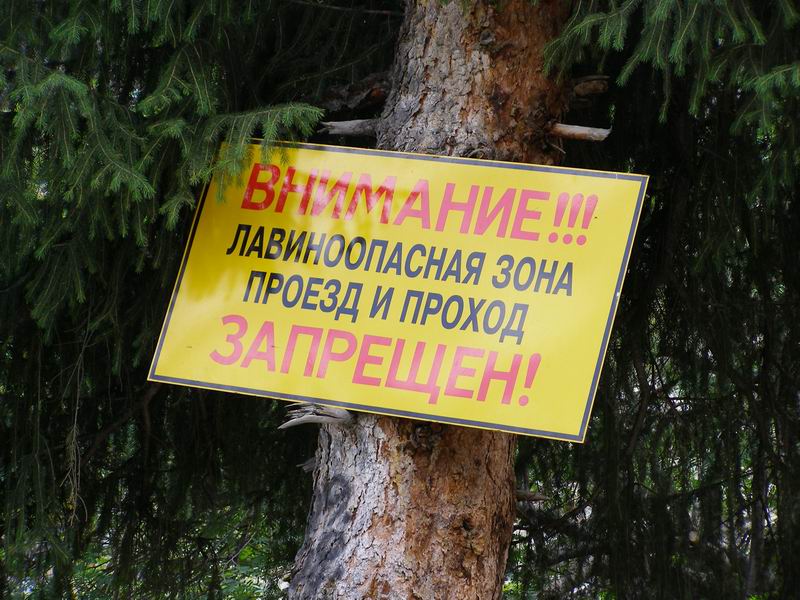 ВНИМАНИЕ!!!
ЛАВИНООПАСНАЯ ЗОНА
ПРОЕЗД И ПРОХОД
ЗАПРЕЩЕН!